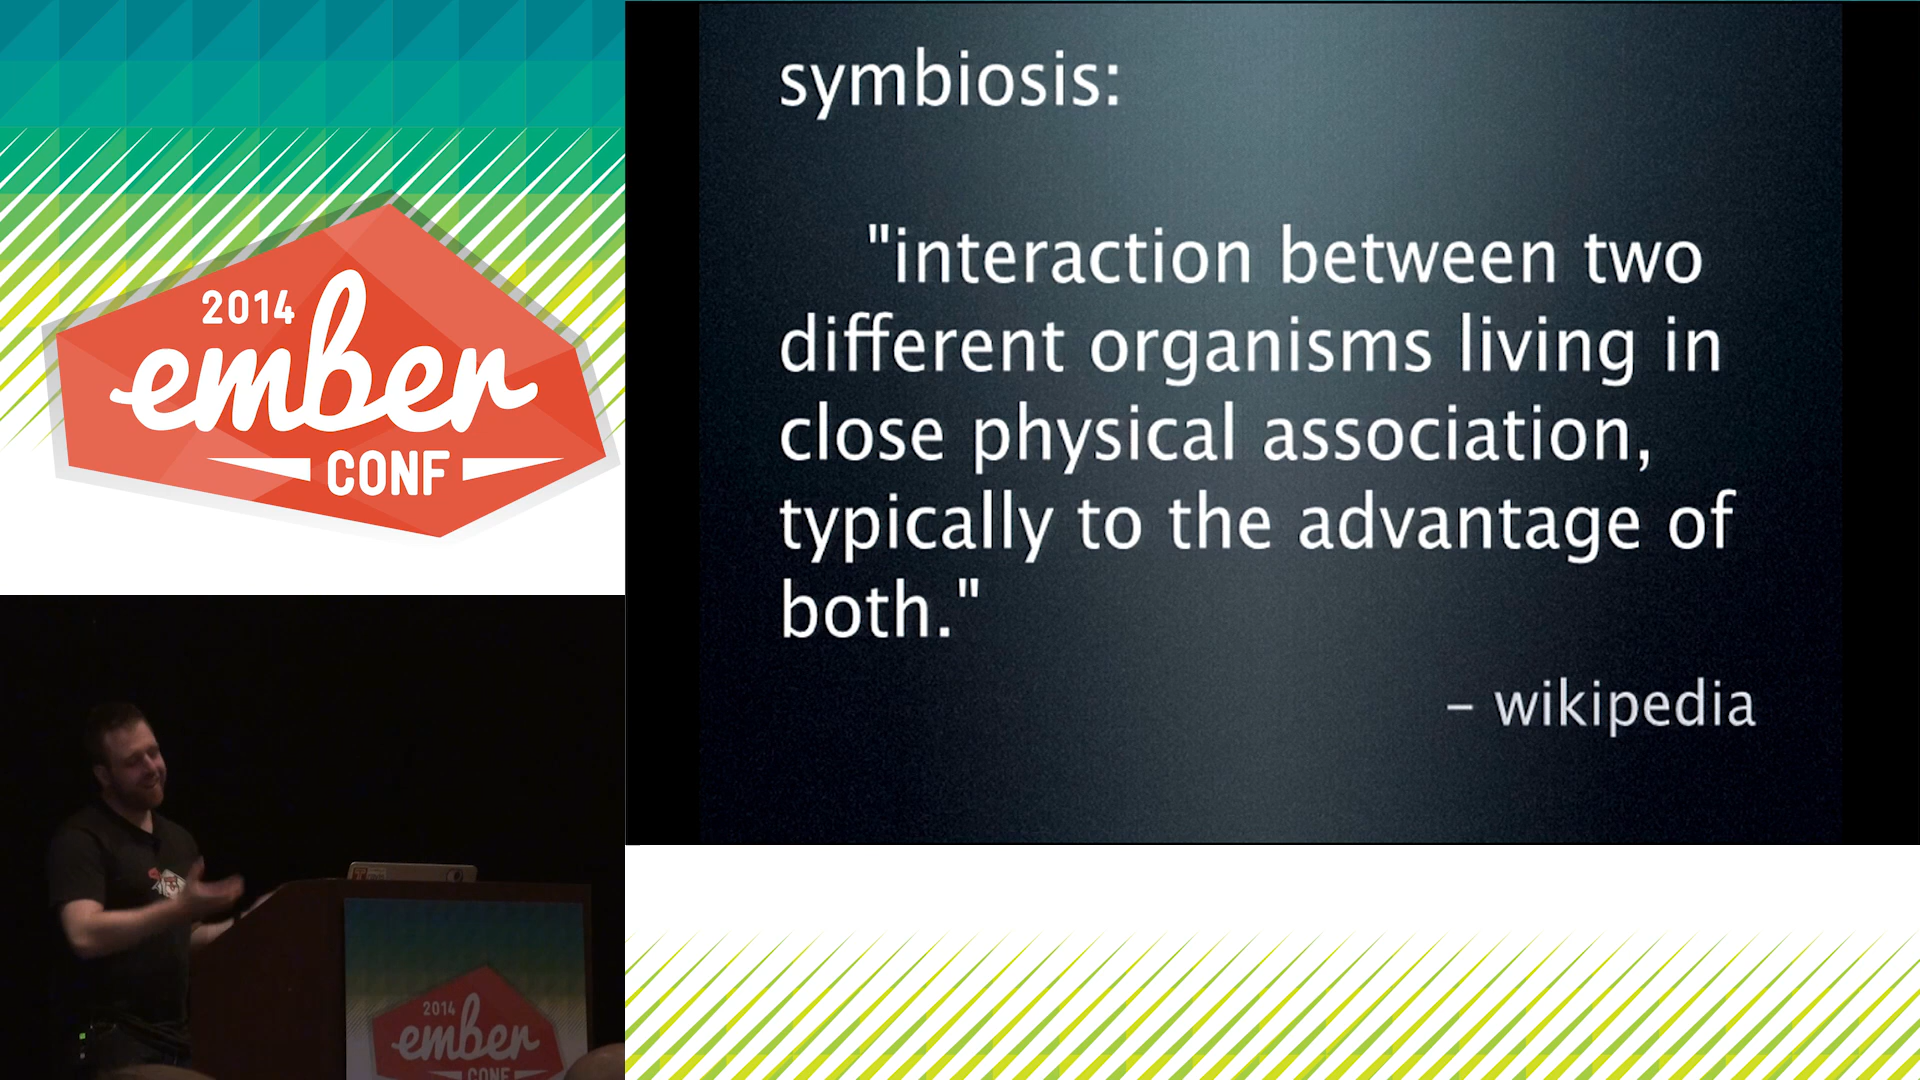 2014
ember
CONF
symbiosis:
"interaction between two
different organisms living in
close physical association,
typically to the advantage of
both."
– wikipedia
2014
ember
CONF